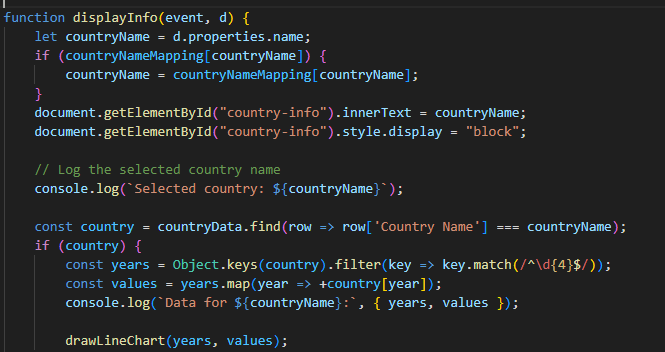 function displayInfo(event, d) {
    let countryName = d.properties.name;
    if (countryNameMapping[countryName]) {
        countryName = countryNameMapping[countryName];
    }
    document.getElementById("country-info").innerText = countryName;
    document.getElementById("country-info").style.display = "block";

    // Log the selected country name
    console.log(`Selected country: ${countryName}`);

    const country = countryData.find(row => row['Country Name'] === countryName);
    if (country) {
        const years = Object.keys(country).filter(key => key.match(/^\d{4}$/));
        const values = years.map(year => +country[year]);
        console.log(`Data for ${countryName}:`, { years, values });

        drawLineChart(years, values);